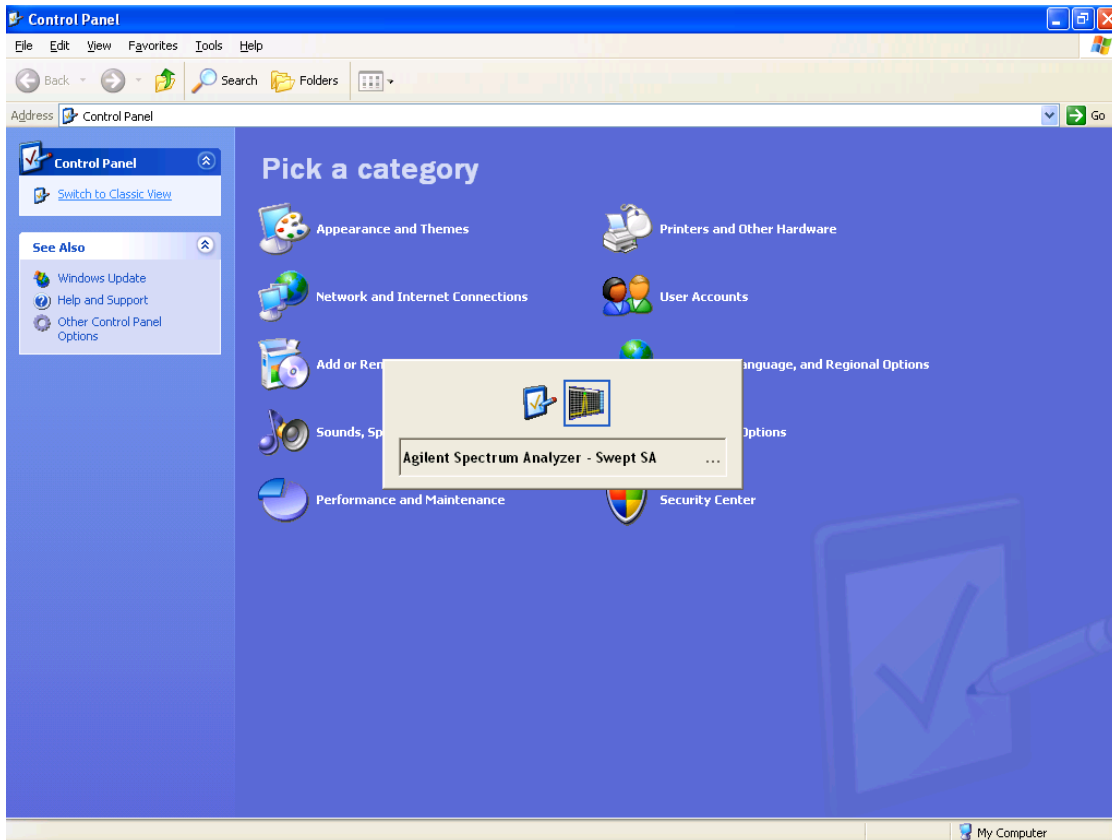 Control Panel
File Edit View Favorites Tools Help
Back Search Folders
Address Control Panel Go
Control Panel
Switch to Classic View
See Also
Windows Update
Help and Support
Other Control Panel
Options
Pick a category
Appearance and Themes
Printers and Other Hardware
Network and Internet Connections
User Accounts
Add or Rem
anguage, and Regional Options
Sounds, Sp
Options
Agilent Spectrum Analyzer - Swept SA ...
Performance and Maintenance
Security Center
My Computer